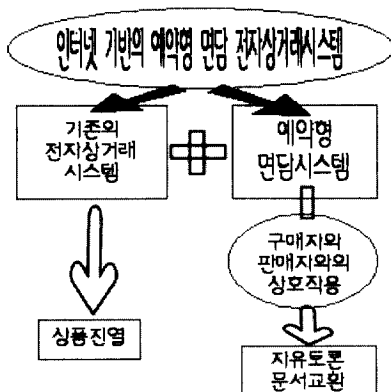 인터넷 기반의 예약형 면담 전자상거래시스템
기존의
전자상거래
시스템
예약형
면담시스템
구매자와
판매자와의
상호작용
상품진열
자유토론
문서교환